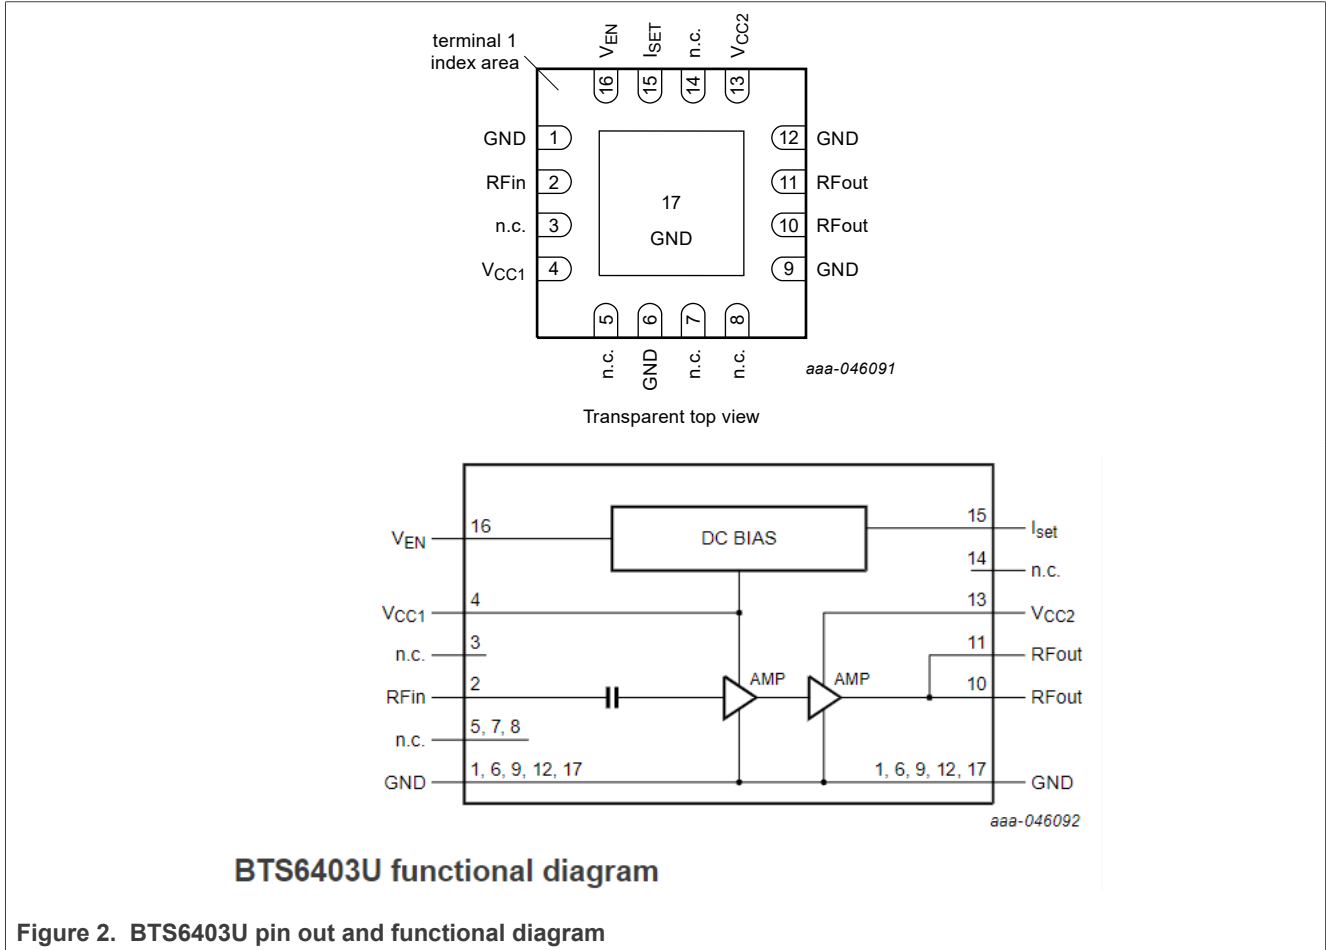 terminal 1
index area
VEN
ISET
n.c.
VCC2
16
15
14
13
GND 1
12 GND
RFin 2
11 RFout
17
n.c. 3
10 RFout
GND
VCC1 4
9 GND
5
6
7
8
n.c.
GND
n.c.
n.c.
aaa-046091
Transparent top view
VEN 16
DC BIAS
15 Iset
14 n.c.
VCC1 4
13 VCC2
n.c. 3
11 RFout
RFin 2
AMP
AMP
10 RFout
n.c. 5, 7, 8
GND 1, 6, 9, 12, 17
1, 6, 9, 12, 17 GND
aaa-046092
BTS6403U functional diagram
Figure 2. BTS6403U pin out and functional diagram